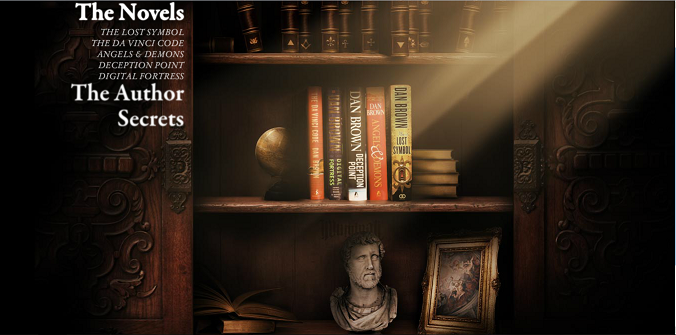 The Novels
THE LOST SYMBOL
THE DA VINCI CODE
ANGELS & DEMONS
DECEPTION POINT
DIGITAL FORTRESS
The Author
Secrets
THE DA VINCI CODE DAN BROWN
DIGITAL FORTRESS
DAN BROWN DECEPTION POINT
DAN BROWN ANGELS & DEMONS
DAN BROWN THE LOST SYMBOL